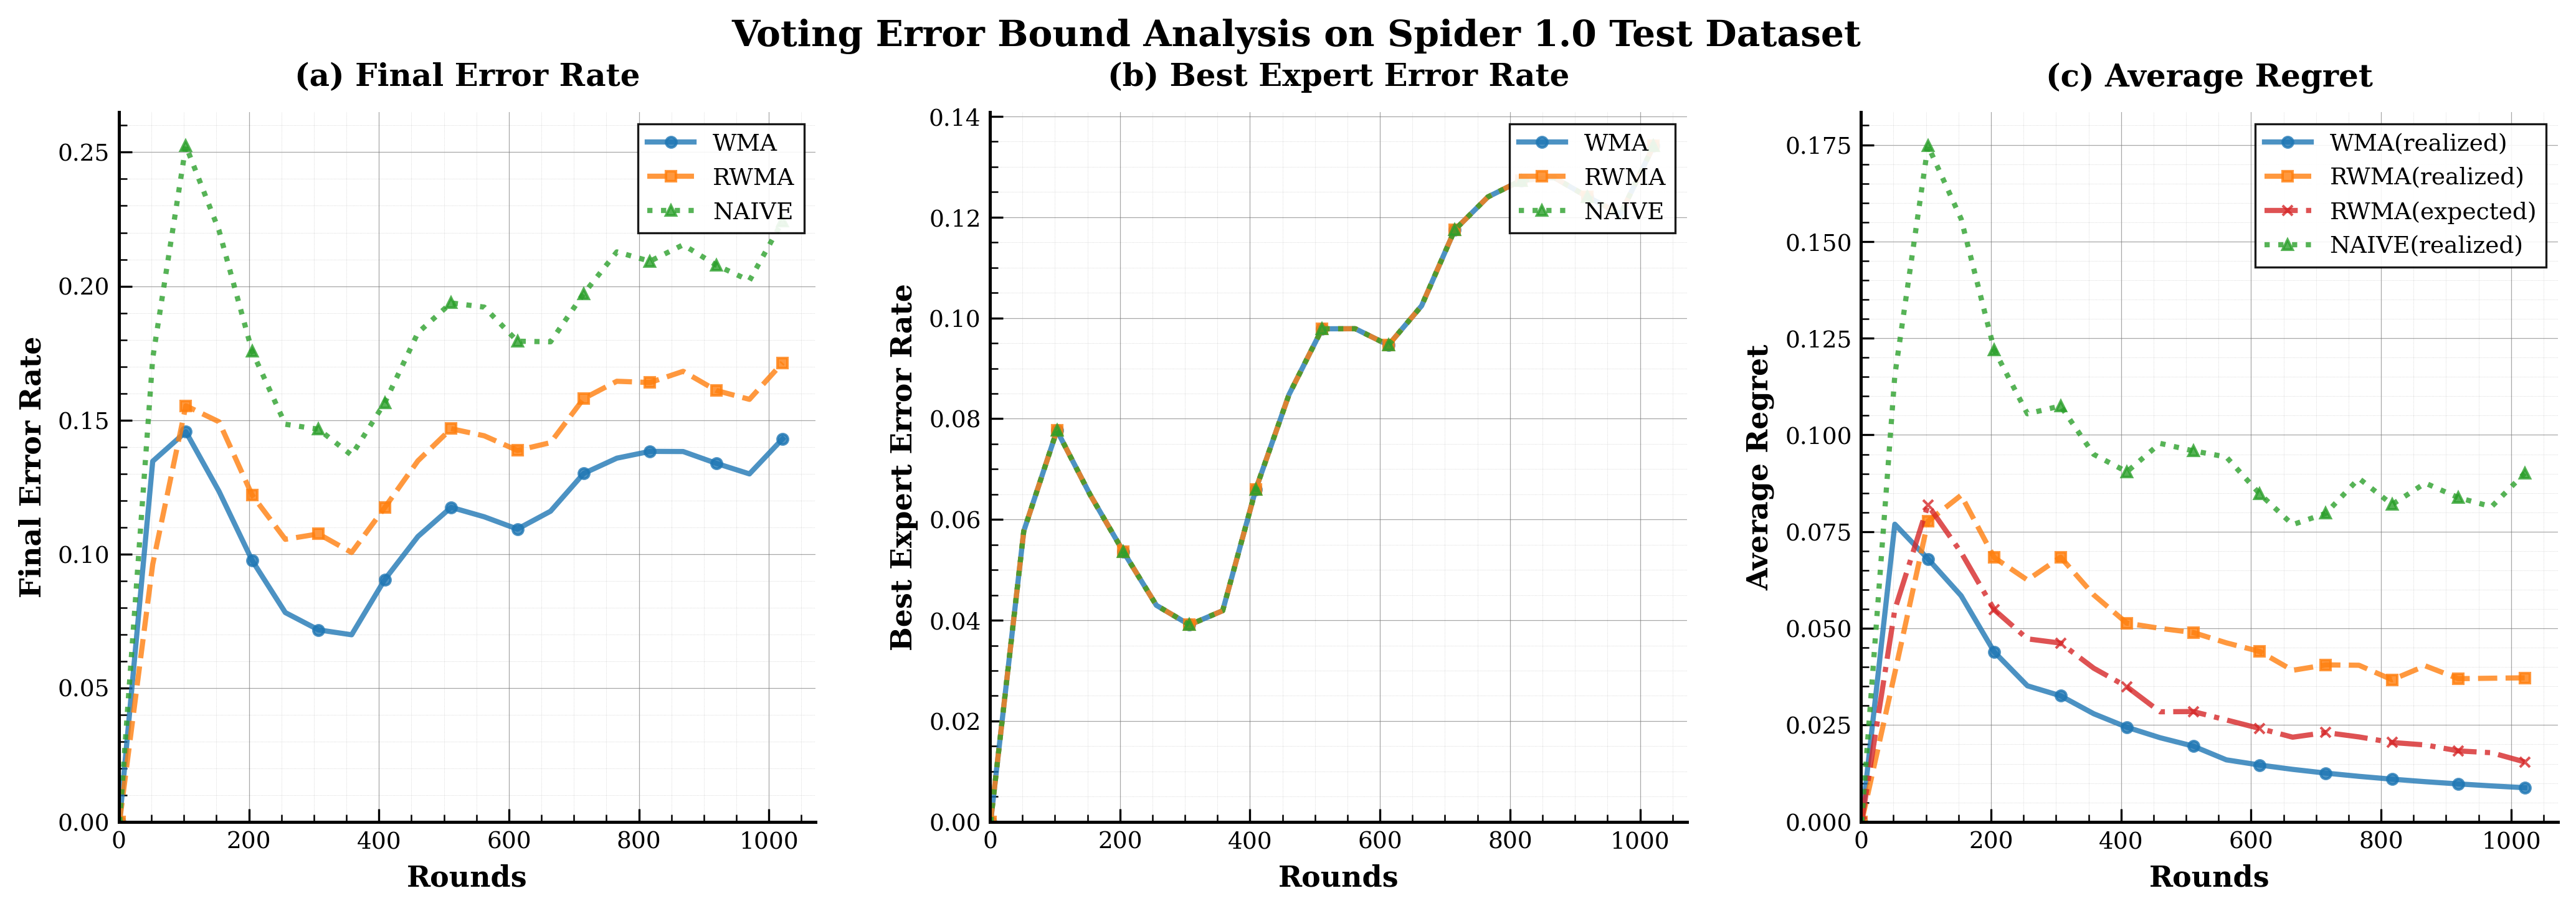 Voting Error Bound Analysis on Spider 1.0 Test Dataset
(a) Final Error Rate
Final Error Rate
0.25
0.20
0.15
0.10
0.05
0.00
0 200 400 600 800 1000
Rounds
WMA
RWMA
NAIVE
(b) Best Expert Error Rate
Best Expert Error Rate
0.14
0.12
0.10
0.08
0.06
0.04
0.02
0.00
0 200 400 600 800 1000
Rounds
WMA
RWMA
NAIVE
(c) Average Regret
Average Regret
0.175
0.150
0.125
0.100
0.075
0.050
0.025
0.000
0 200 400 600 800 1000
Rounds
WMA(realized)
RWMA(realized)
RWMA(expected)
NAIVE(realized)